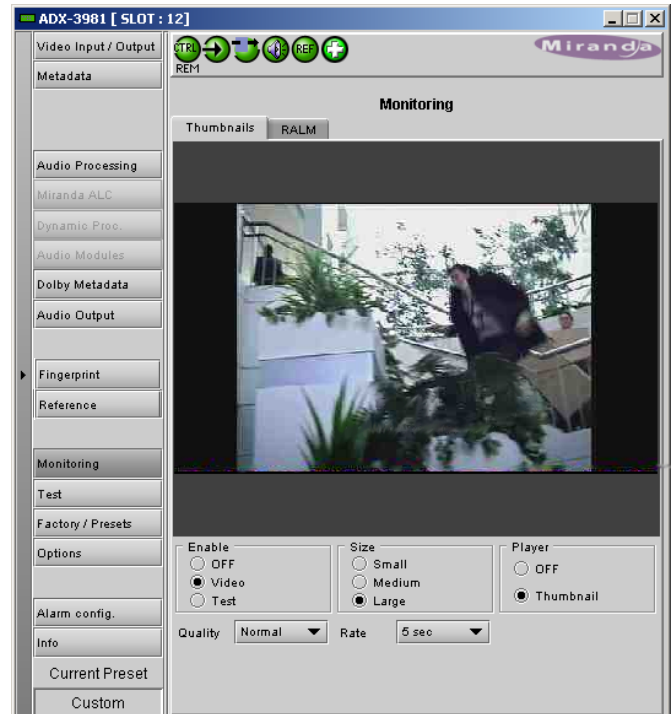 ADX-3981 [ SLOT : 12]
Video Input / Output
Metadata
Audio Processing
Miranda ALC
Dynamic Proc.
Audio Modules
Dolby Metadata
Audio Output
Fingerprint
Reference
Monitoring
Test
Factory / Presets
Options
Alarm config.
Info
Current Preset
Custom
CTRL
REM
REF
Miranda
Monitoring
Thumbnails
RALM
Enable
OFF
Video
Test
Size
Small
Medium
Large
Player
OFF
Thumbnail
Quality Normal Rate 5 sec